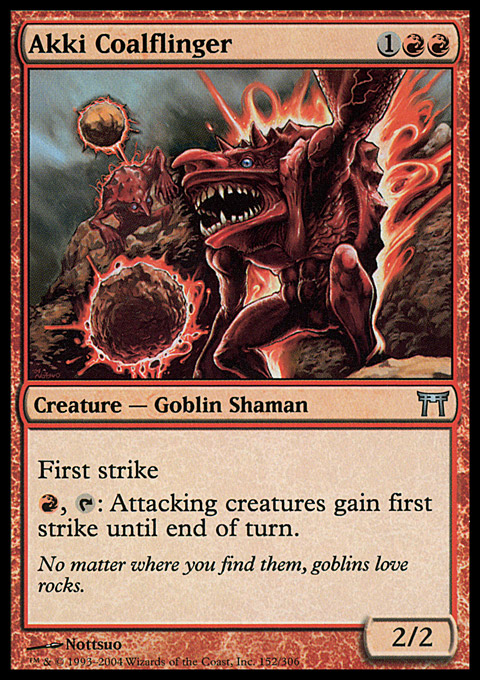 Akki Coalflinger 1
Creature — Goblin Shaman
First strike
, : Attacking creatures gain first
strike until end of turn.
No matter where you find them, goblins love
rocks.
Nottsuo
2/2
™ & © 1993–2004 Wizards of the Coast, Inc. 152/306